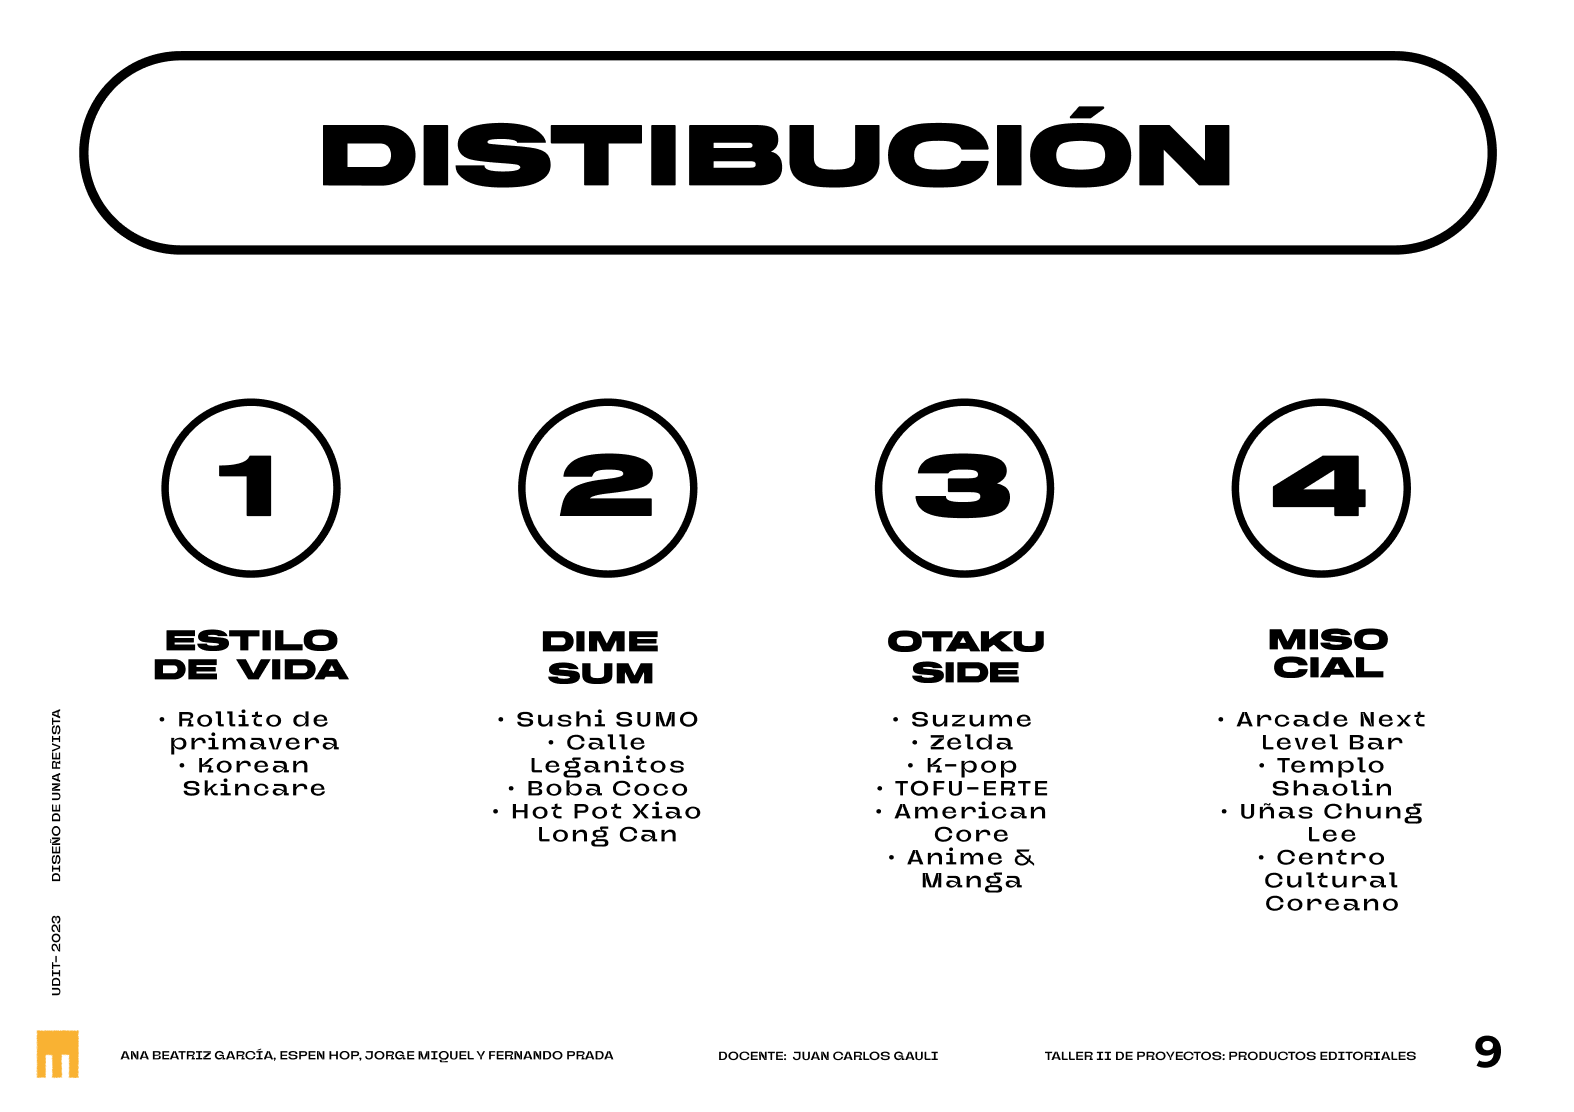 DISTIBUCIÓN
1
ESTILO
DE VIDA
• Rollito de
primavera
• Korean
Skincare
2
DIME
SUM
• Sushi SUMO
• Calle
Leganitos
• Boba Coco
• Hot Pot Xiao
Long Can
3
OTAKU
SIDE
• Suzume
• Zelda
• K-pop
• TOFU-ERTE
• American
Core
• Anime &
Manga
4
MISO
CIAL
• Arcade Next
Level Bar
• Templo
Shaolin
• Uñas Chung
Lee
• Centro
Cultural
Coreano
UDIT- 2023 DISEÑO DE UNA REVISTA
ANA BEATRIZ GARCÍA, ESPEN HOP, JORGE MIQUEL Y FERNANDO PRADA
DOCENTE: JUAN CARLOS GAULI
TALLER II DE PROYECTOS: PRODUCTOS EDITORIALES
9